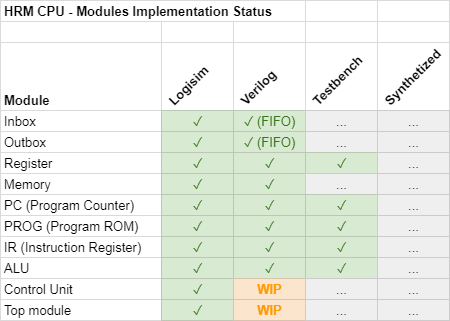 HRM CPU - Modules Implementation Status
Module Logisim Verilog Testbench Synthetized
Inbox ✓ ✓ (FIFO) ... ...
Outbox ✓ ✓ (FIFO) ... ...
Register ✓ ✓ ✓ ...
Memory ✓ ✓ ... ...
PC (Program Counter) ✓ ✓ ✓ ...
PROG (Program ROM) ✓ ✓ ✓ ...
IR (Instruction Register) ✓ ✓ ✓ ...
ALU ✓ ✓ ✓ ...
Control Unit ✓ WIP ... ...
Top module ✓ WIP ... ...